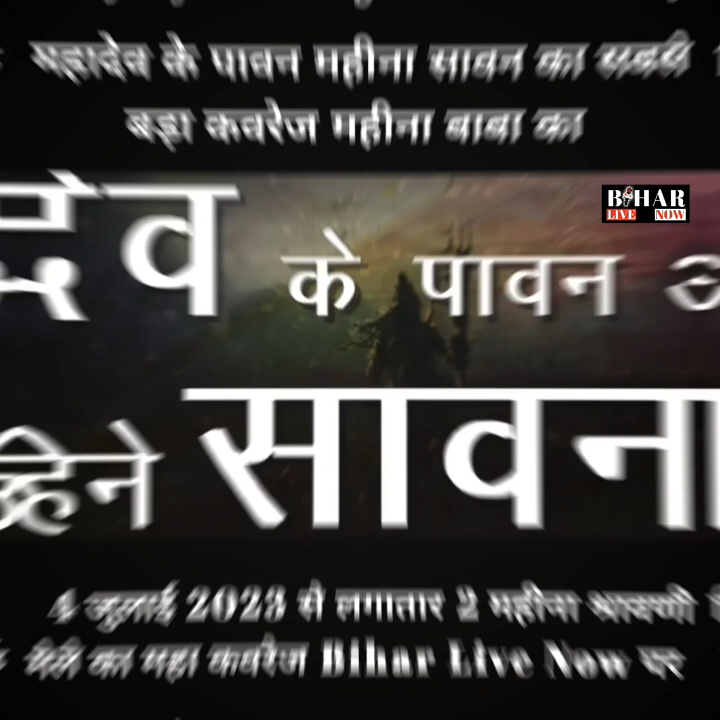 महादेव के पावन महीना सावन का सबसे
बड़ा कवरेज महीना बाबा का
BIHAR
LIVE NOW
देव के पावन
हिने सावन
4 जुलाई 2023 से लगातार 2 महीना श्रावणी
मेले का महा कवरेज Bihar Live Now पर